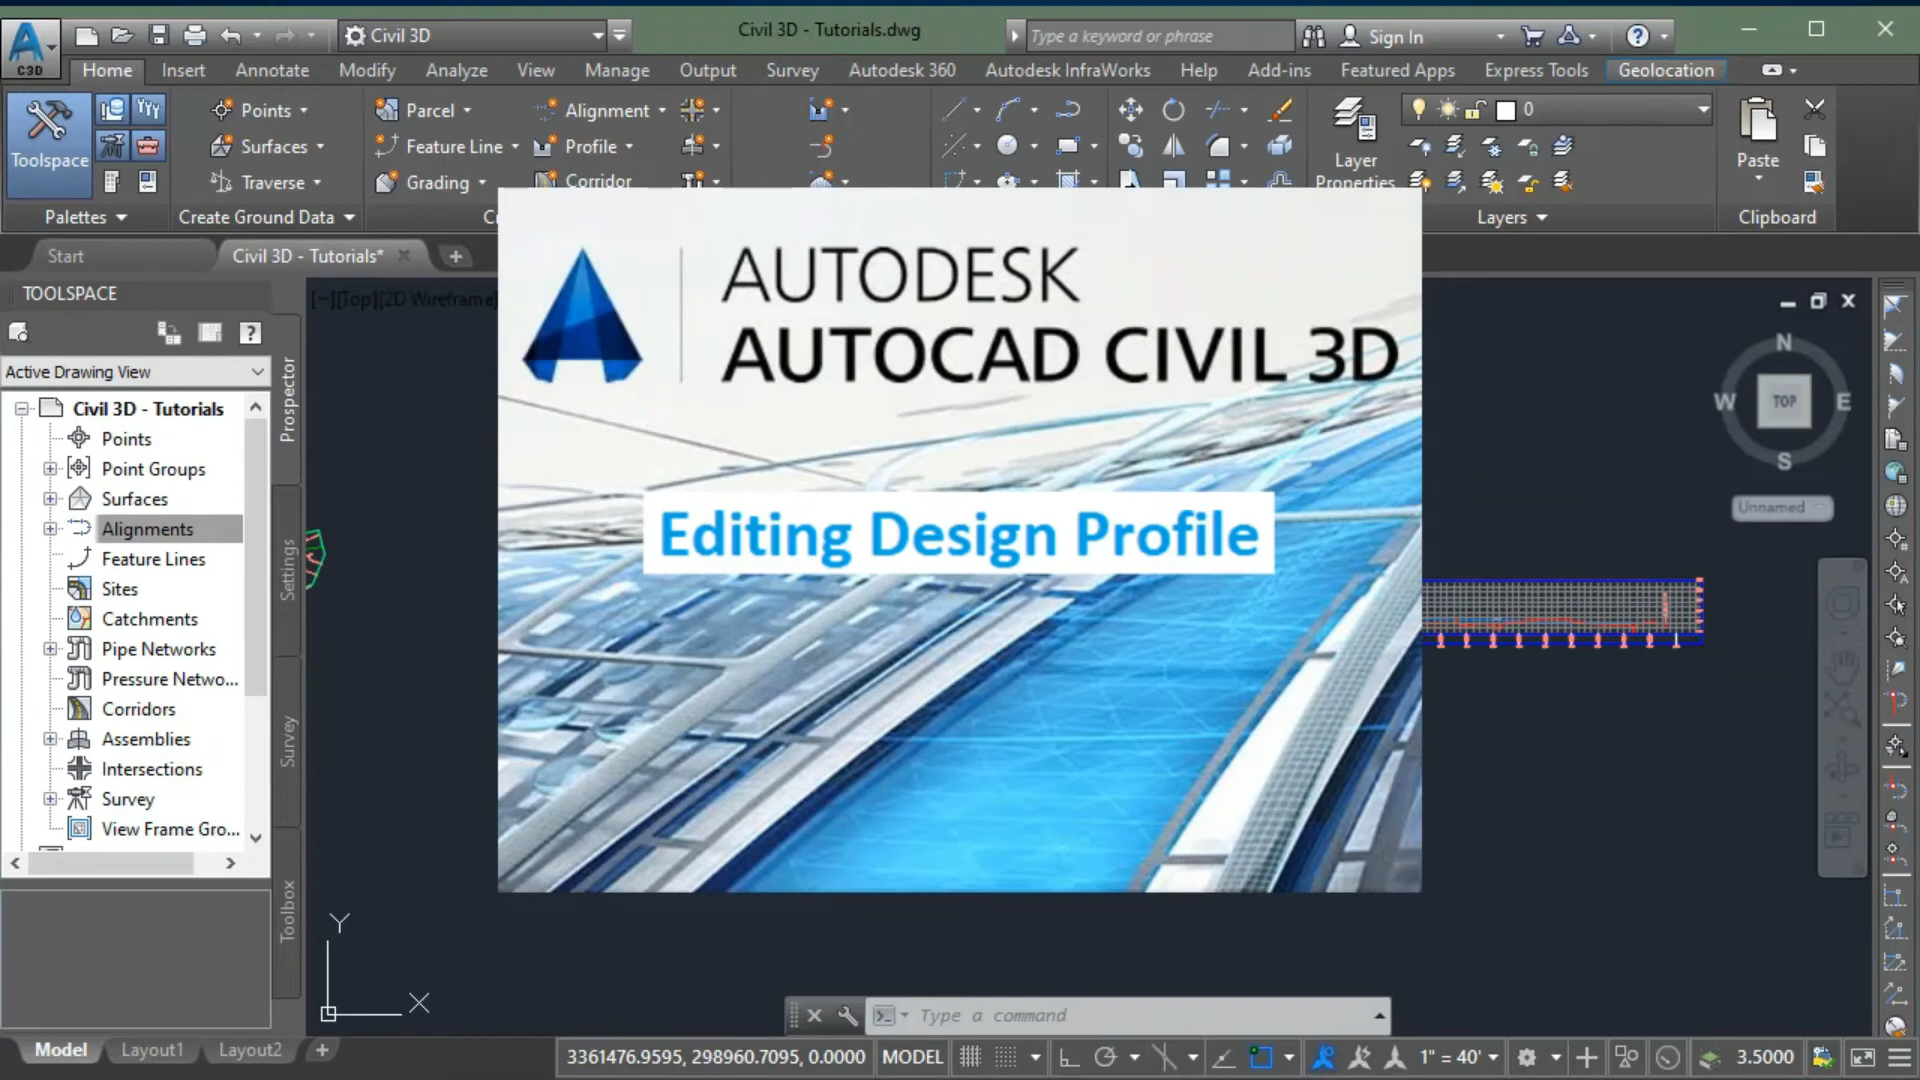 Civil 3D
Civil 3D - Tutorials.dwg
Type a keyword or phrase
Sign In
C3D
Home Insert Annotate Modify Analyze View Manage Output Survey Autodesk 360 Autodesk InfraWorks Help Add-ins Featured Apps Express Tools Geolocation
Points Parcel Alignment 0
Surfaces Feature Line Profile
Toolspace Layer Paste
Traverse Grading Corridor Properties
Palettes Create Ground Data Layers Clipboard
Start Civil 3D - Tutorials*
[−][Top][2D Wireframe]
TOOLSPACE
Active Drawing View
Civil 3D - Tutorials
Points
Point Groups
Surfaces
Alignments
Feature Lines
Sites
Catchments
Pipe Networks
Pressure Netwo...
Corridors
Assemblies
Intersections
Survey
View Frame Gro...
Prospector
Settings
Survey
Toolbox
AUTODESK
AUTOCAD CIVIL 3D
Editing Design Profile
N
W TOP E
S
Unnamed
Y
X
Type a command
Model Layout1 Layout2
3361476.9595, 298960.7095, 0.0000 MODEL 1" = 40' 3.5000